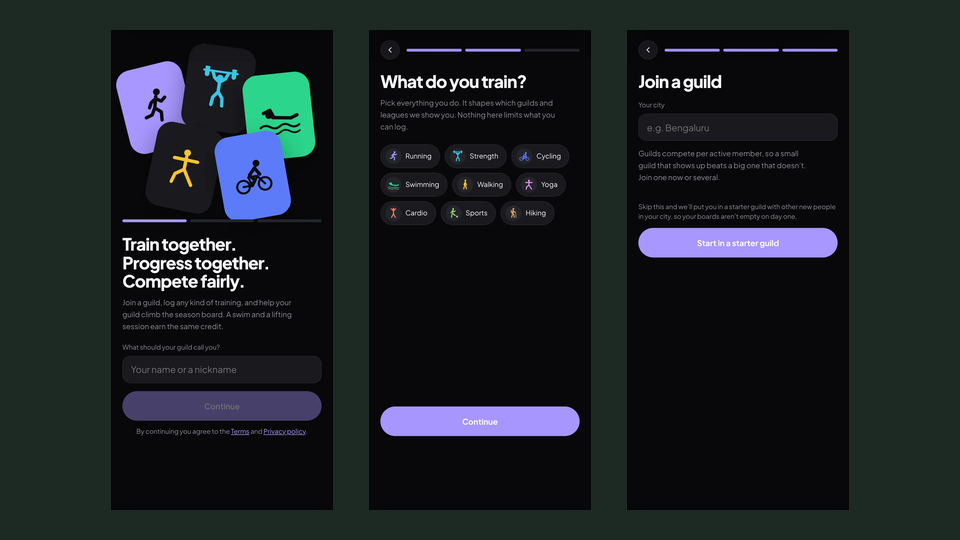 Train together.
Progress together.
Compete fairly.
Join a guild, log any kind of training, and help your
guild climb the season board. A swim and a lifting
session earn the same credit.
What should your guild call you?
Your name or a nickname
Continue
By continuing you agree to the Terms and Privacy policy.
What do you train?
Pick everything you do. It shapes which guilds and
leagues we show you. Nothing here limits what you
can log.
Running
Strength
Cycling
Swimming
Walking
Yoga
Cardio
Sports
Hiking
Continue
Join a guild
Your city
e.g. Bengaluru
Guilds compete per active member, so a small
guild that shows up beats a big one that doesn't.
Join one now or several.
Skip this and we'll put you in a starter guild with other new people
in your city, so your boards aren't empty on day one.
Start in a starter guild